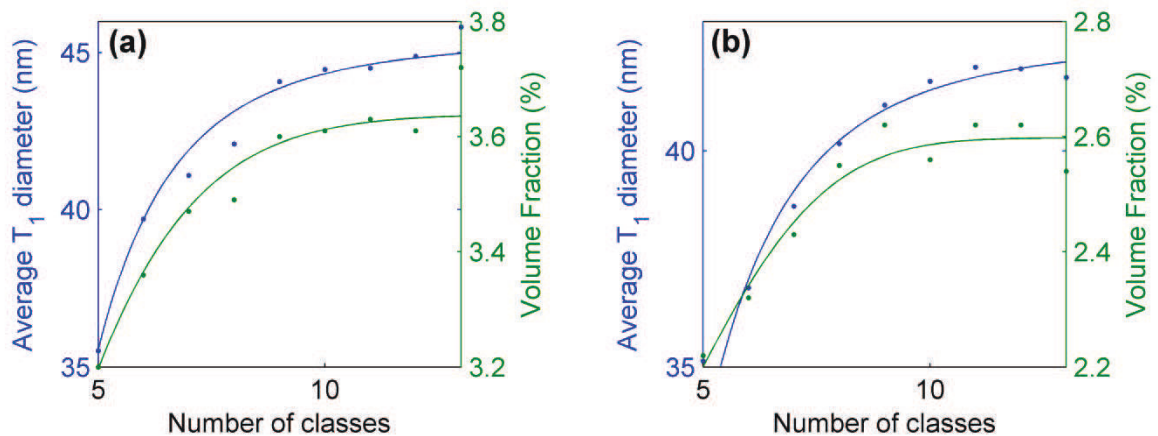 (a)
Average T1 diameter (nm)
45
40
35
3.8
3.6
3.4
3.2
Volume Fraction (%)
5 10
Number of classes
(b)
Average T1 diameter (nm)
40
35
2.8
2.6
2.4
2.2
Volume Fraction (%)
5 10
Number of classes